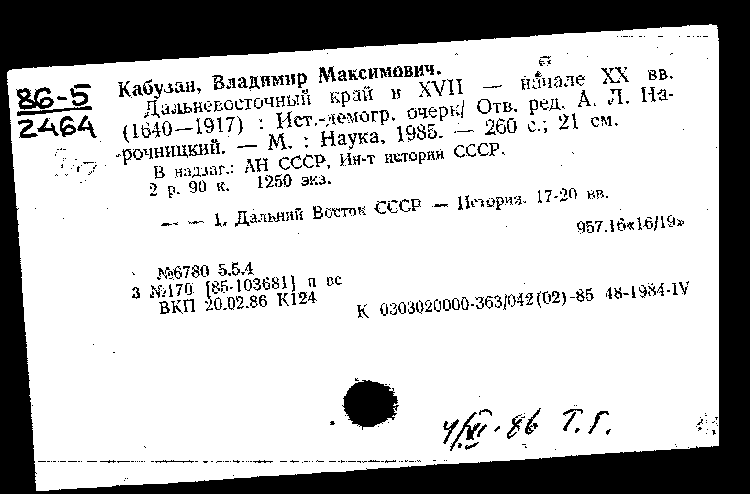 86-5
2464
Кабузан, Владимир Максимович.
Дальневосточный край в XVII — начале XX вв.
(1640—1917) : Ист.-демогр. очерк/ Отв. ред. А. Л. На-
рочницкий. — М. : Наука, 1985. — 260 с.; 21 см.
В надзаг.: АН СССР, Ин-т истории СССР.
2 р. 90 к. 1250 экз.
— — 1. Дальний Восток СССР — История. 17-20 вв.
957.16«16/19»
№6780 5.5.4
3 №170 [85-103681] п вс
ВКП 20.02.86 К124
К 0303020000-363/042(02)-85 48-1984-IV
4/XI-86 Т.Г.